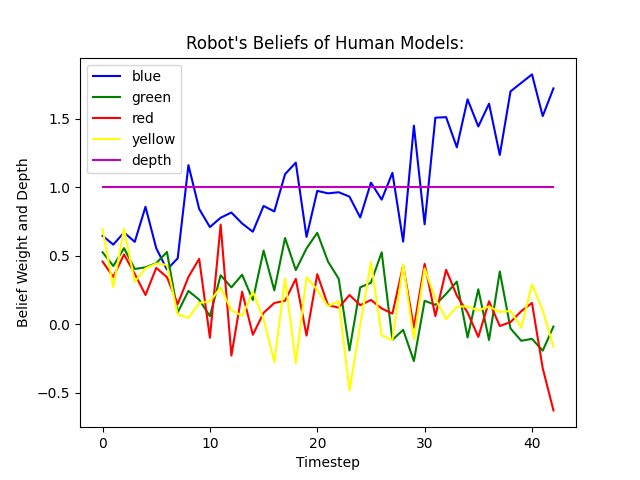 Robot's Beliefs of Human Models:
blue
green
red
yellow
depth
Belief Weight and Depth
1.5
1.0
0.5
0.0
−0.5
0 10 20 30 40
Timestep